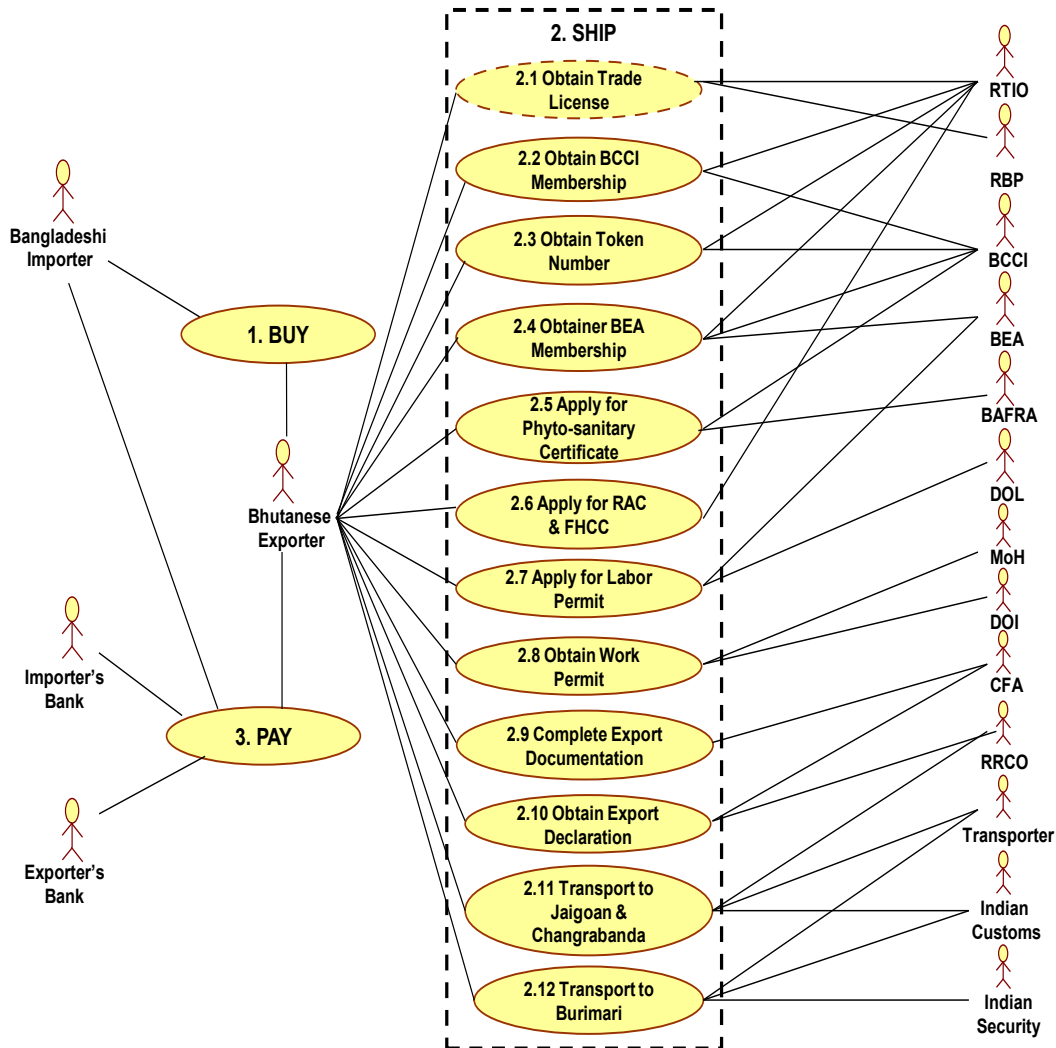 2. SHIP
2.1 Obtain Trade
License
2.2 Obtain BCCI
Membership
2.3 Obtain Token
Number
2.4 Obtainer BEA
Membership
2.5 Apply for
Phyto-sanitary
Certificate
2.6 Apply for RAC
& FHCC
2.7 Apply for Labor
Permit
2.8 Obtain Work
Permit
2.9 Complete Export
Documentation
2.10 Obtain Export
Declaration
2.11 Transport to
Jaigoan &
Changrabanda
2.12 Transport to
Burimari
Bangladeshi
Importer
1. BUY
Bhutanese
Exporter
Importer's
Bank
3. PAY
Exporter's
Bank
RTIO
RBP
BCCI
BEA
BAFRA
DOL
MoH
DOI
CFA
RRCO
Transporter
Indian
Customs
Indian
Security